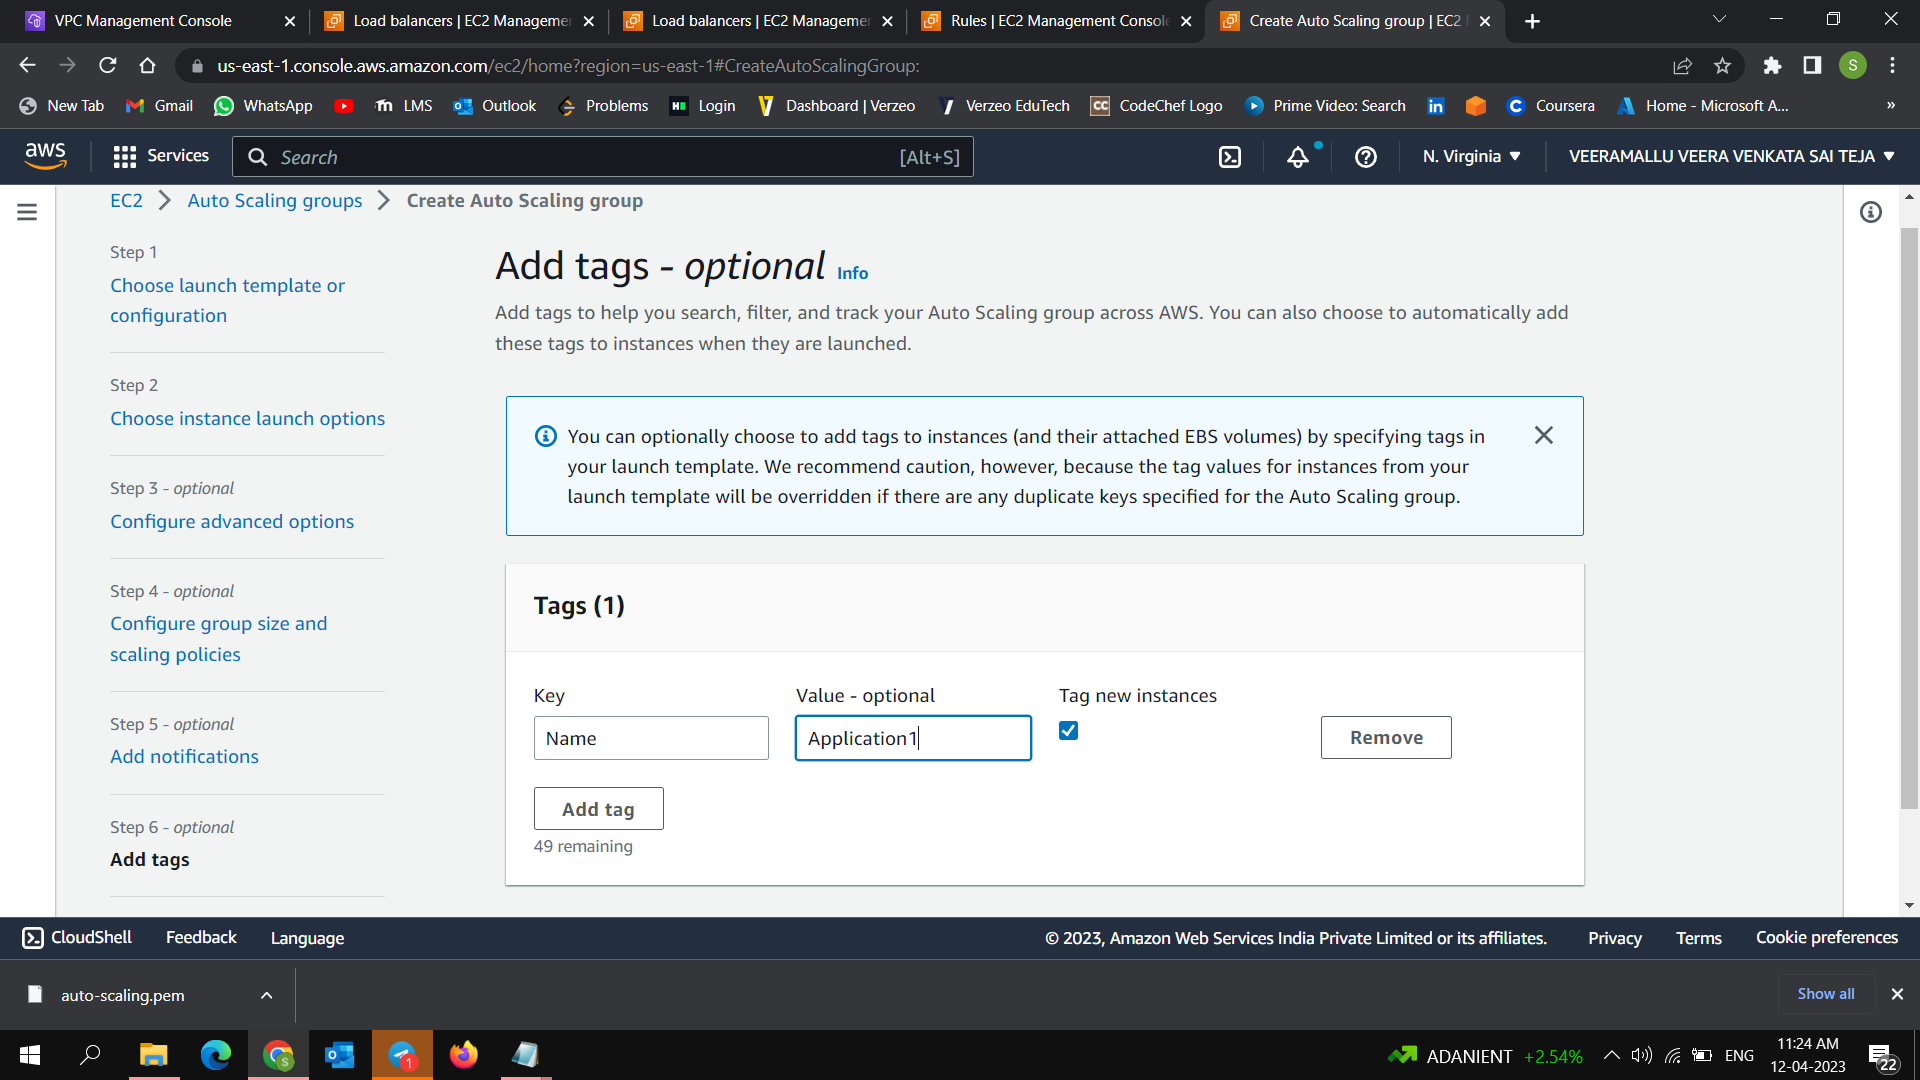 VPC Management Console
Load balancers | EC2 Managemen
Load balancers | EC2 Managemen
Rules | EC2 Management Console
Create Auto Scaling group | EC2
us-east-1.console.aws.amazon.com/ec2/home?region=us-east-1#CreateAutoScalingGroup:
S
New Tab
Gmail
WhatsApp
LMS
Outlook
Problems
Login
Dashboard | Verzeo
Verzeo EduTech
CodeChef Logo
Prime Video: Search
Coursera
Home - Microsoft A...
»
aws
Services
Search
[Alt+S]
N. Virginia
VEERAMALLU VEERA VENKATA SAI TEJA
EC2
Auto Scaling groups
Create Auto Scaling group
Step 1
Choose launch template or
configuration
Step 2
Choose instance launch options
Step 3 - optional
Configure advanced options
Step 4 - optional
Configure group size and
scaling policies
Step 5 - optional
Add notifications
Step 6 - optional
Add tags
Add tags - optional Info
Add tags to help you search, filter, and track your Auto Scaling group across AWS. You can also choose to automatically add
these tags to instances when they are launched.
You can optionally choose to add tags to instances (and their attached EBS volumes) by specifying tags in
your launch template. We recommend caution, however, because the tag values for instances from your
launch template will be overridden if there are any duplicate keys specified for the Auto Scaling group.
Tags (1)
Key
Value - optional
Tag new instances
Name
Application1
Remove
Add tag
49 remaining
CloudShell
Feedback
Language
© 2023, Amazon Web Services India Private Limited or its affiliates.
Privacy
Terms
Cookie preferences
auto-scaling.pem
Show all
1
ADANIENT +2.54%
ENG
11:24 AM
12-04-2023
22